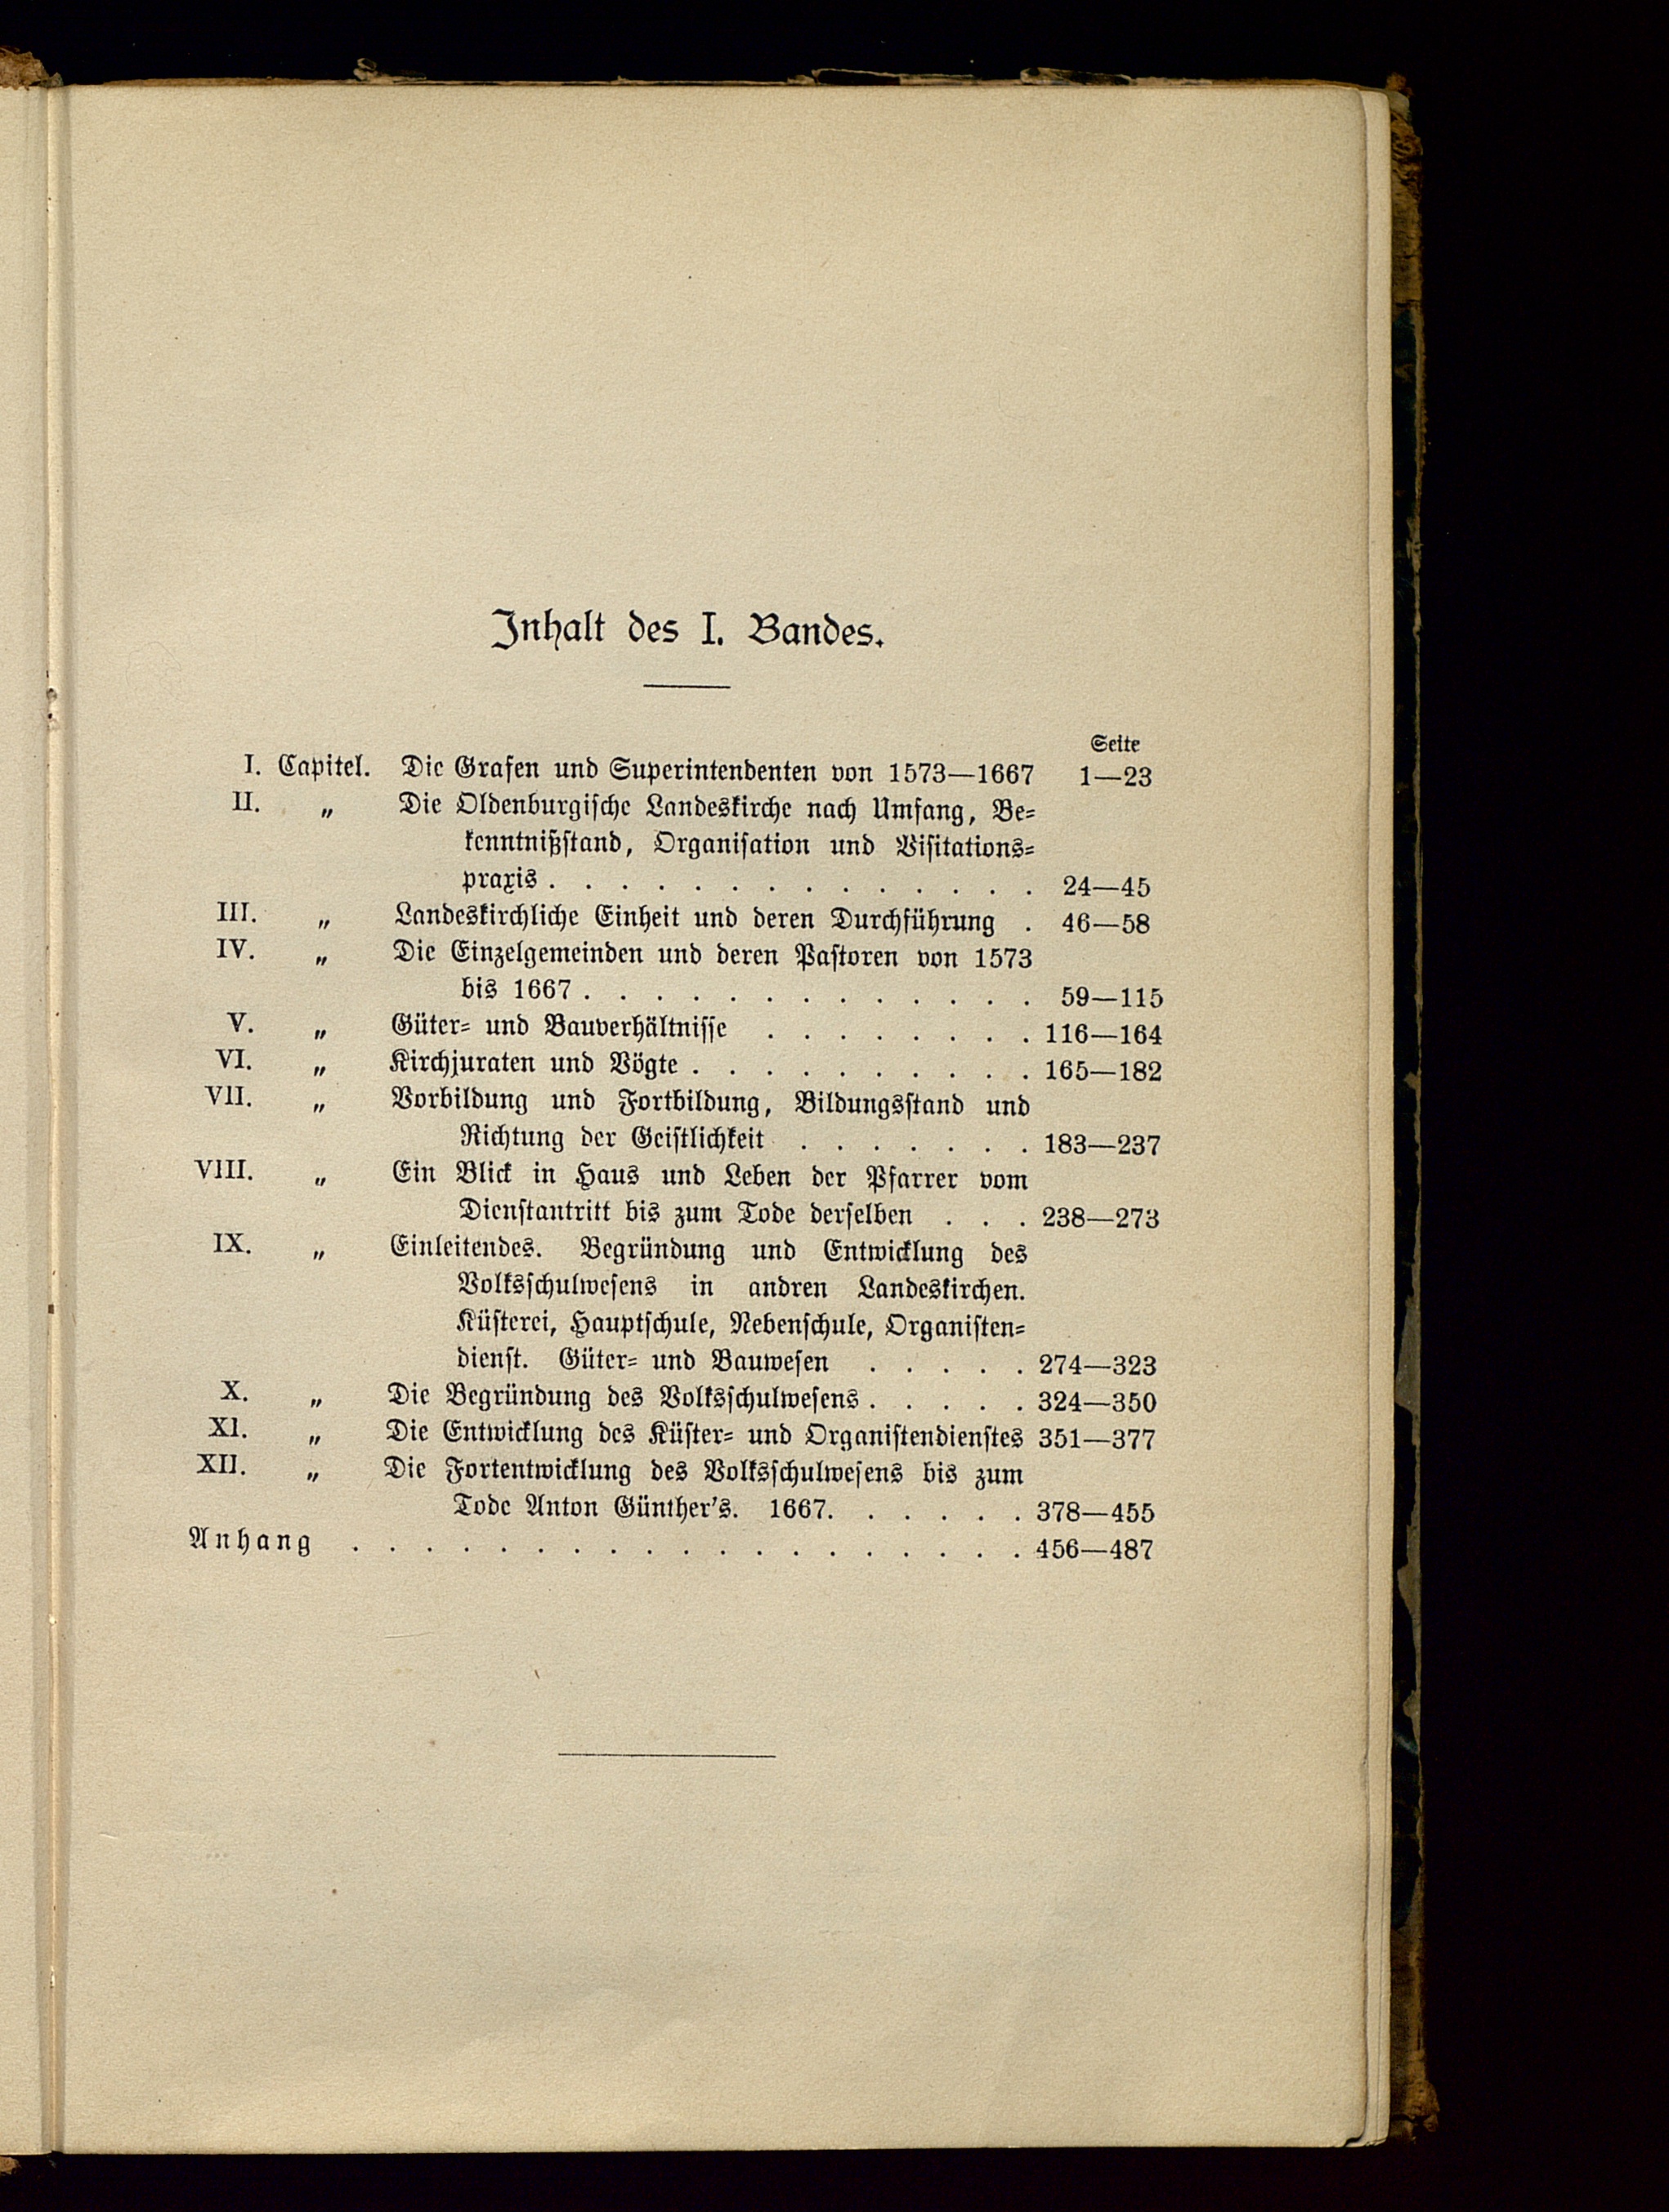 Inhalt des I. Bandes.
Seite
I. Capitel. Die Grafen und Superintendenten von 1573—1667 1—23
II. „ Die Oldenburgische Landeskirche nach Umfang, Be-
kenntnißstand, Organisation und Visitations-
praxis . . . . . . . . . . . . . . 24—45
III. „ Landeskirchliche Einheit und deren Durchführung . 46—58
IV. „ Die Einzelgemeinden und deren Pastoren von 1573
bis 1667 . . . . . . . . . . . . . 59—115
V. „ Güter- und Bauverhältnisse . . . . . . . . 116—164
VI. „ Kirchjuraten und Vögte . . . . . . . . . . 165—182
VII. „ Vorbildung und Fortbildung, Bildungsstand und
Richtung der Geistlichkeit . . . . . . . 183—237
VIII. „ Ein Blick in Haus und Leben der Pfarrer vom
Dienstantritt bis zum Tode derselben . . . 238—273
IX. „ Einleitendes. Begründung und Entwicklung des
Volksschulwesens in andren Landeskirchen.
Küsterei, Hauptschule, Nebenschule, Organisten-
dienst. Güter- und Bauwesen . . . . . 274—323
X. „ Die Begründung des Volksschulwesens . . . . . 324—350
XI. „ Die Entwicklung des Küster- und Organistendienstes 351—377
XII. „ Die Fortentwicklung des Volksschulwesens bis zum
Tode Anton Günther's. 1667. . . . . . 378—455
Anhang . . . . . . . . . . . . . . . . . . . 456—487